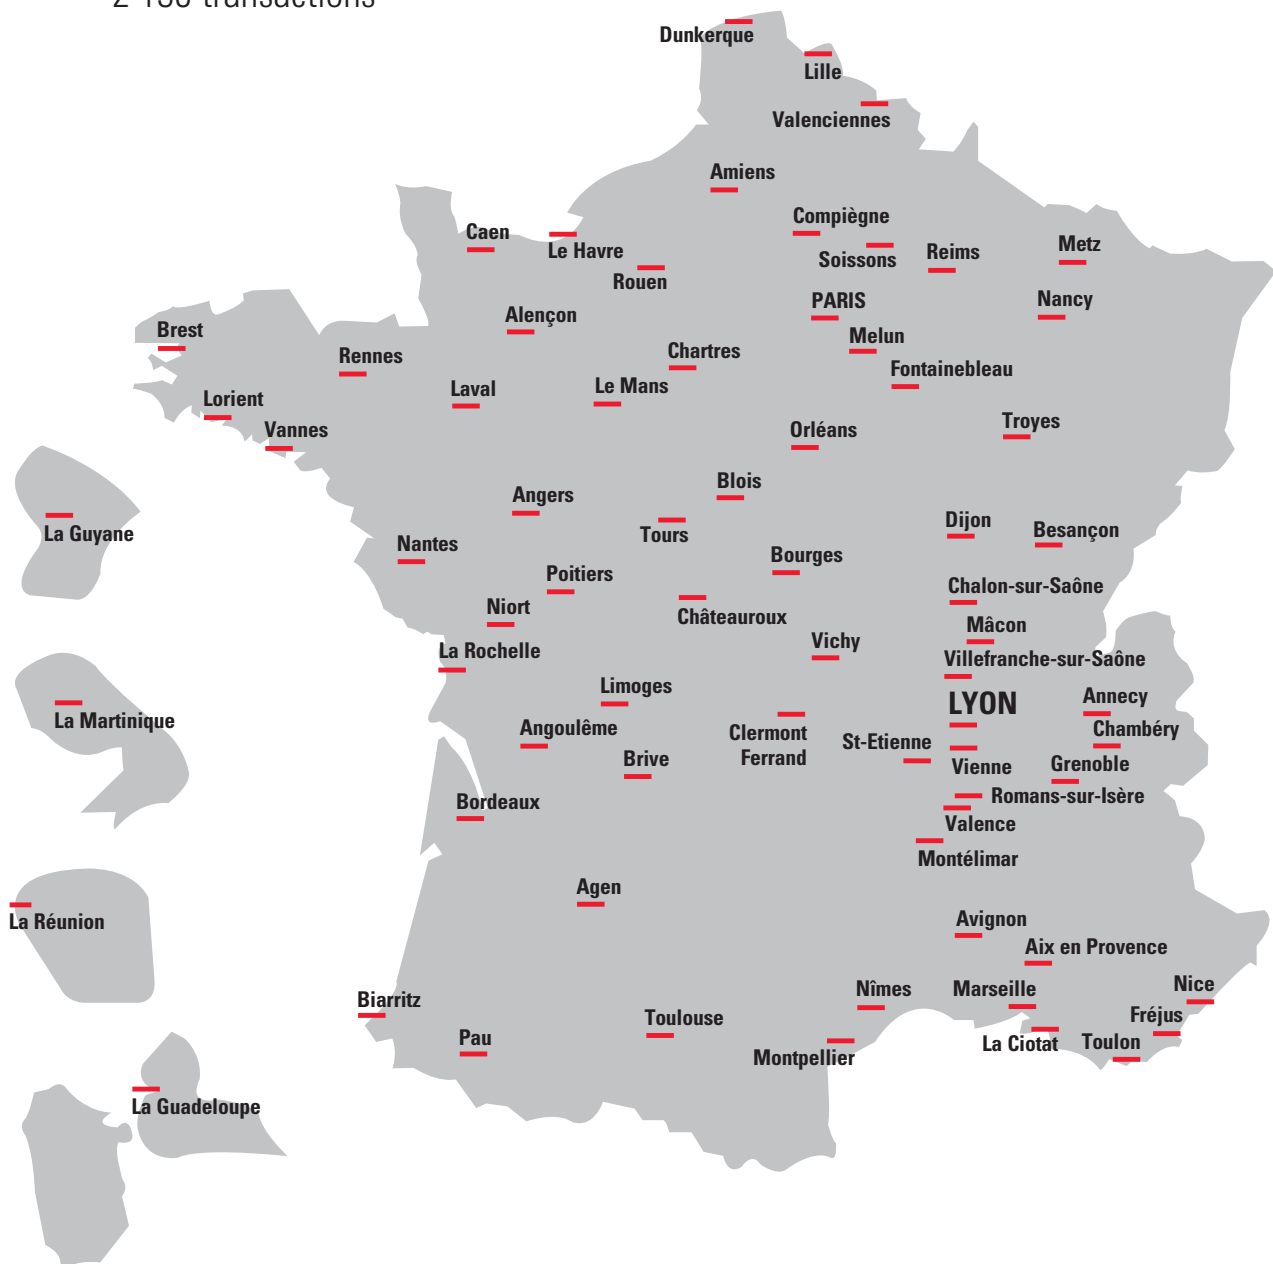 Dunkerque
Lille
Valenciennes
Amiens
Compiègne
Caen
Le Havre
Soissons
Reims
Metz
Rouen
PARIS
Nancy
Alençon
Brest
Melun
Rennes
Chartres
Fontainebleau
Laval
Le Mans
Lorient
Vannes
Orléans
Troyes
Blois
Angers
La Guyane
Tours
Dijon
Besançon
Nantes
Bourges
Poitiers
Chalon-sur-Saône
Niort
Châteauroux
Mâcon
Vichy
La Rochelle
Villefranche-sur-Saône
Limoges
Annecy
LYON
La Martinique
Angoulême
Clermont
Ferrand
Chambéry
St-Etienne
Brive
Vienne
Grenoble
Romans-sur-Isère
Bordeaux
Valence
Montélimar
Agen
La Réunion
Avignon
Aix en Provence
Nice
Marseille
Nîmes
Biarritz
Fréjus
Toulouse
Pau
La Ciotat
Toulon
Montpellier
La Guadeloupe